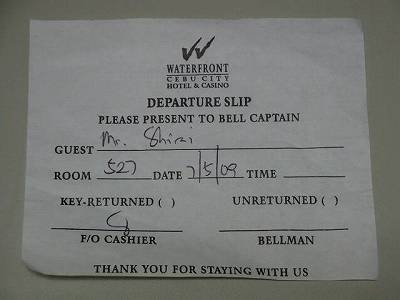 WATERFRONT
CEBU CITY
HOTEL & CASINO
DEPARTURE SLIP
PLEASE PRESENT TO BELL CAPTAIN
GUEST Mr. Shirai
ROOM 527 DATE 7/5/09 TIME
KEY-RETURNED ( ) UNRETURNED ( )
F/O CASHIER BELLMAN
THANK YOU FOR STAYING WITH US